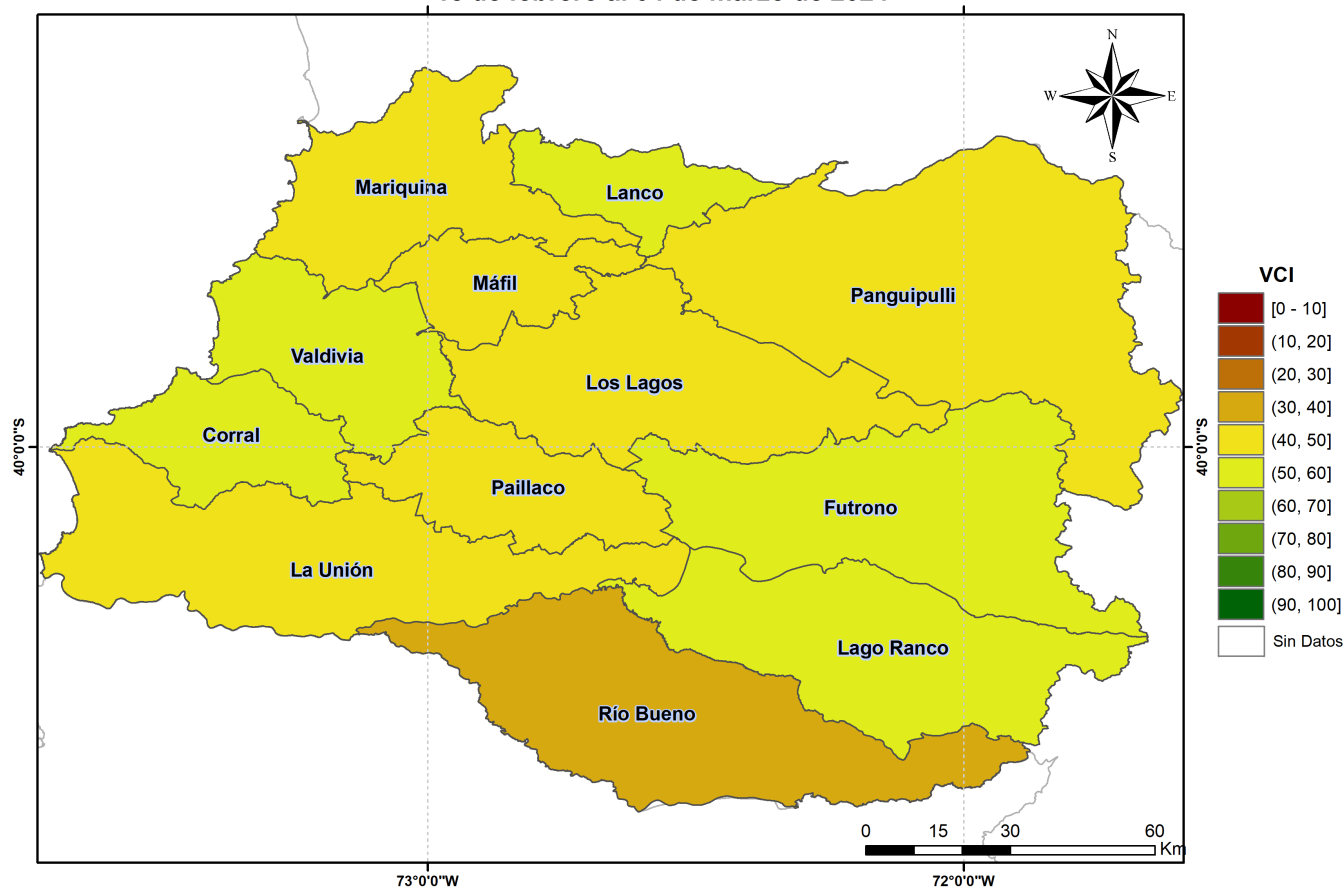 N
W
E
S
Mariquina
Lanco
Máfil
Panguipulli
Valdivia
Los Lagos
Corral
Paillaco
Futrono
La Unión
Lago Ranco
Río Bueno
VCI
[0 - 10]
(10, 20]
(20, 30]
(30, 40]
(40, 50]
(50, 60]
(60, 70]
(70, 80]
(80, 90]
(90, 100]
Sin Datos
40°0'0"S
40°0'0"S
0 15 30 60
Km
73°0'0"W
72°0'0"W